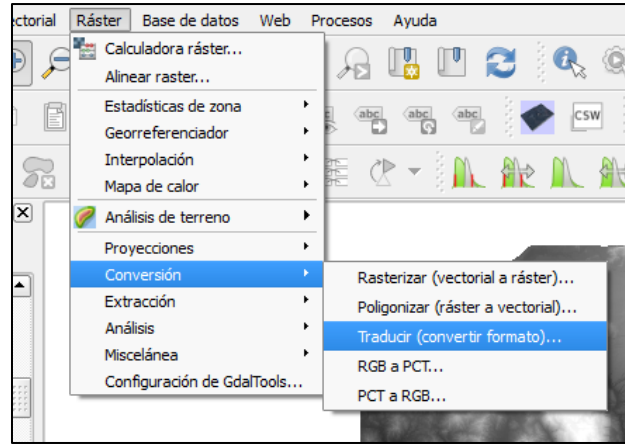 ctorial Ráster Base de datos Web Procesos Ayuda
Calculadora ráster...
Alinear raster...
Estadísticas de zona
abc abc abc CSW
Georreferenciador
Interpolación
Mapa de calor
Análisis de terreno
Proyecciones
Conversión
Rasterizar (vectorial a ráster)...
Extracción
Poligonizar (ráster a vectorial)...
Análisis
Traducir (convertir formato)...
Miscelánea
RGB a PCT...
Configuración de GdalTools...
PCT a RGB...